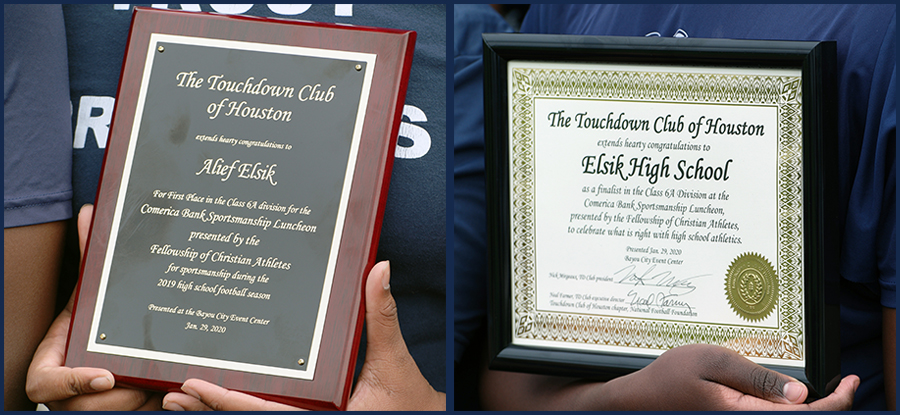 The Touchdown Club
of Houston
extends hearty congratulations to
Alief Elsik
For First Place in the Class 6A division for the
Comerica Bank Sportsmanship Luncheon
presented by the
Fellowship of Christian Athletes
for sportsmanship during the
2019 high school football season
Presented at the Bayou City Event Center
Jan. 29, 2020
The Touchdown Club of Houston
extends hearty congratulations to
Elsik High School
as a finalist in the Class 6A Division at the
Comerica Bank Sportsmanship Luncheon,
presented by the Fellowship of Christian Athletes,
to celebrate what is right with high school athletics.
Presented Jan. 29, 2020
Bayou City Event Center
TD Club president
TD Club executive director
Touchdown Club of Houston chapter, National Football Foundation